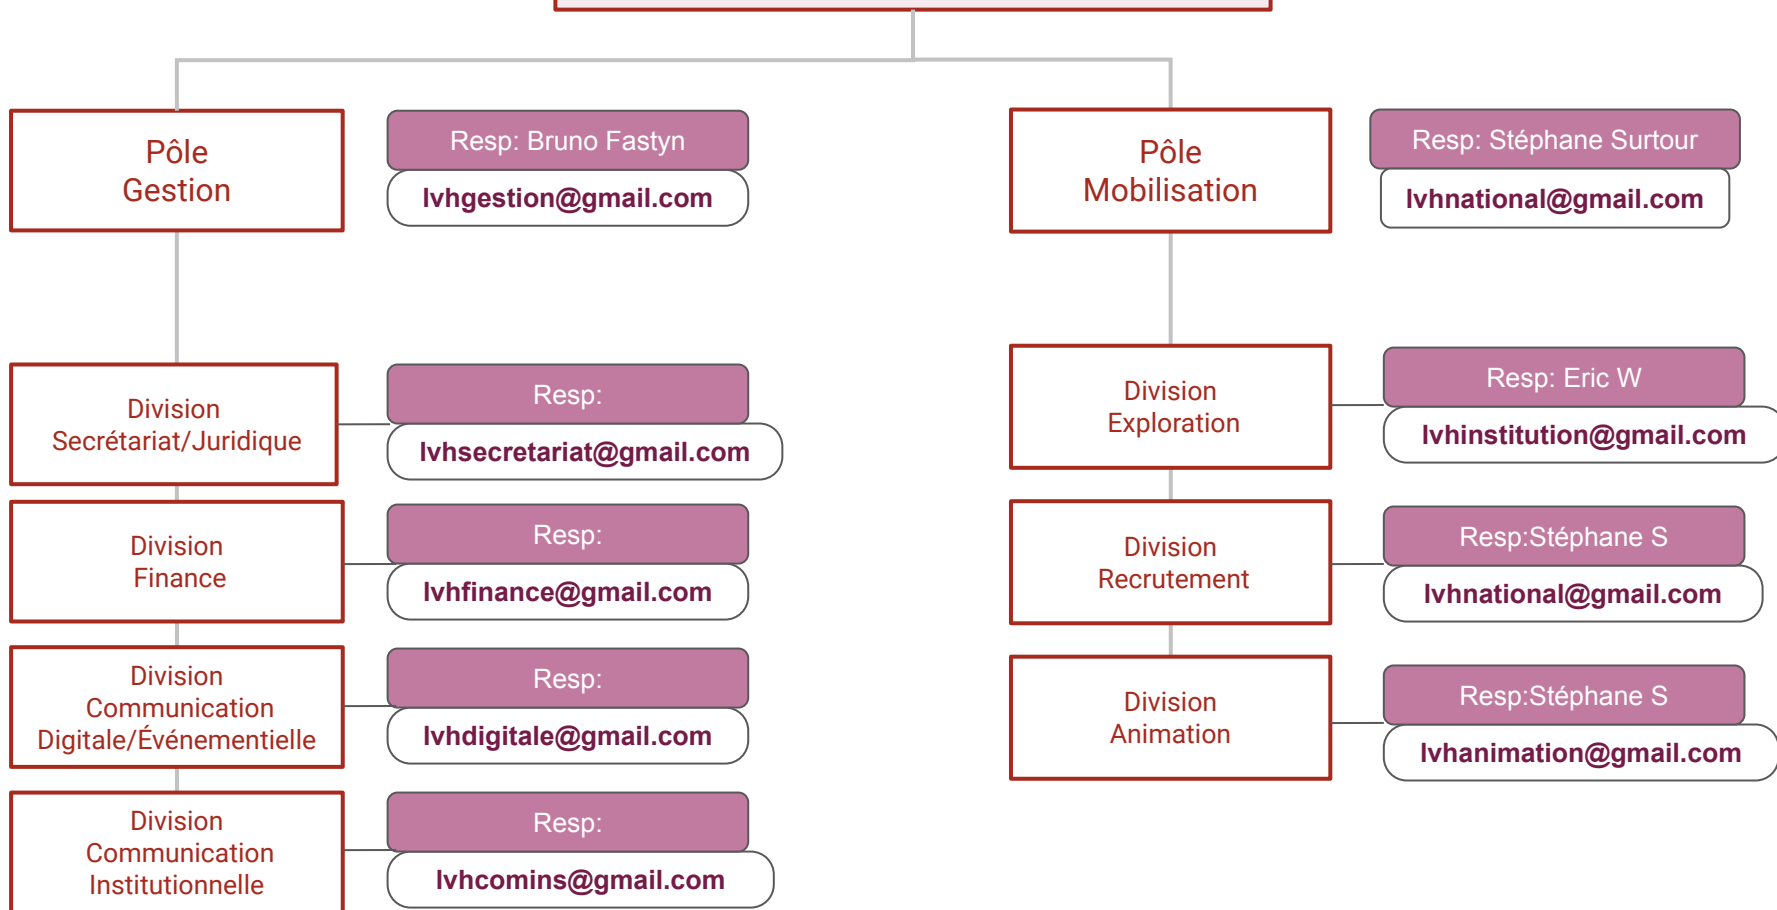 Pôle
Gestion
Resp: Bruno Fastyn
lvhgestion@gmail.com
Division
Secrétariat/Juridique
Resp:
lvhsecretariat@gmail.com
Division
Finance
Resp:
lvhfinance@gmail.com
Division
Communication
Digitale/Événementielle
Resp:
lvhdigitale@gmail.com
Division
Communication
Institutionnelle
Resp:
lvhcomins@gmail.com
Pôle
Mobilisation
Resp: Stéphane Surtour
lvhnational@gmail.com
Division
Exploration
Resp: Eric W
lvhinstitution@gmail.com
Division
Recrutement
Resp:Stéphane S
lvhnational@gmail.com
Division
Animation
Resp:Stéphane S
lvhanimation@gmail.com